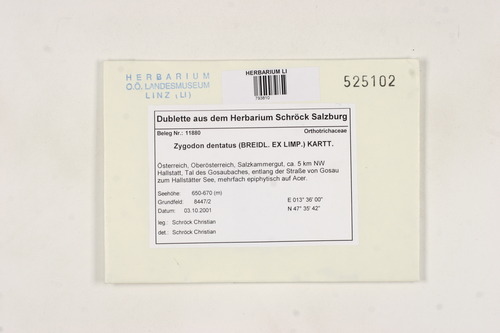 HERBARIUM
O.Ö. LANDESMUSEUM
LINZ (LI)
HERBARIUM LI
525102
Dublette aus dem Herbarium Schröck Salzburg
Beleg Nr.: 11880 Orthotrichaceae
Zygodon dentatus (BREIDL. EX LIMP.) KARTT.
Österreich, Oberösterreich, Salzkammergut, ca. 5 km NW
Hallstatt, Tal des Gosaubaches, entlang der Straße von Gosau
zum Hallstätter See, mehrfach epiphytisch auf Acer.
Seehöhe: 650-670 (m)
Grundfeld: 8447/2 E 013° 36' 00"
Datum: 03.10.2001 N 47° 35' 42"
leg.: Schröck Christian
det.: Schröck Christian